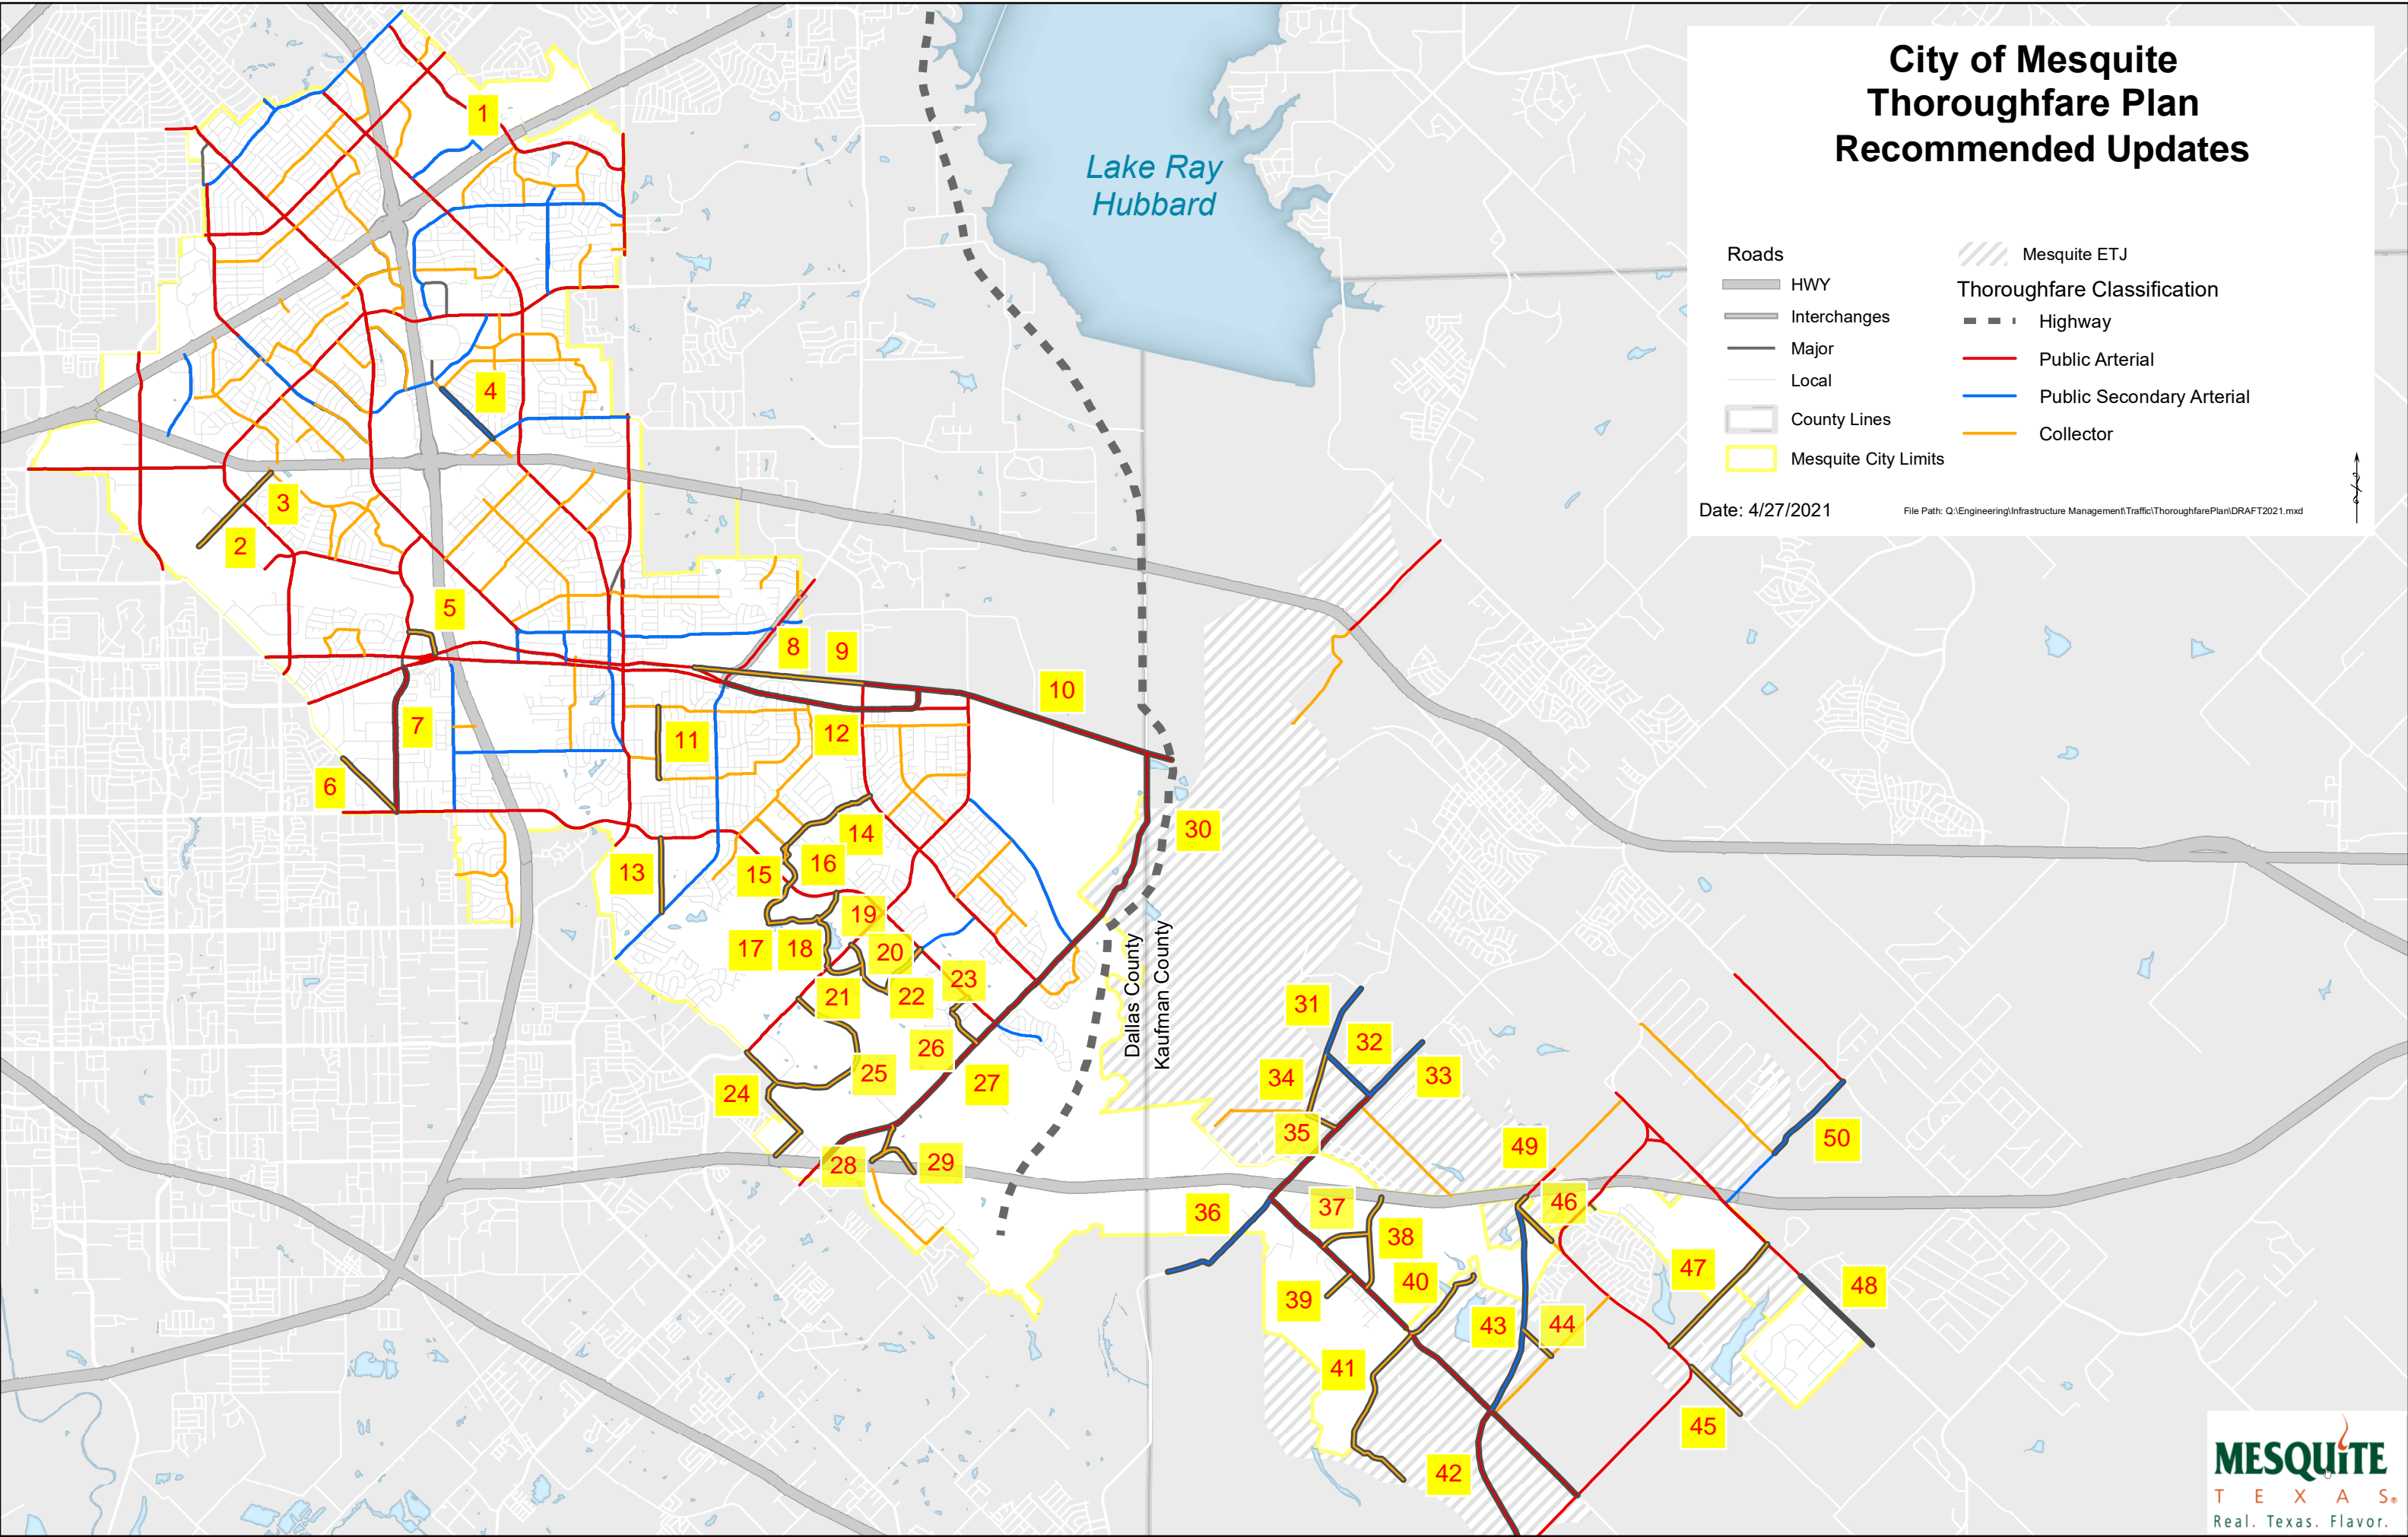 City of Mesquite
Thoroughfare Plan
Recommended Updates
Roads
HWY
Interchanges
Major
Local
County Lines
Mesquite City Limits
Mesquite ETJ
Thoroughfare Classification
Highway
Public Arterial
Public Secondary Arterial
Collector
Date: 4/27/2021
File Path: Q:\Engineering\Infrastructure Management\Traffic\ThoroughfarePlan\DRAFT2021.mxd
Lake Ray
Hubbard
1
2
3
4
5
6
7
8
9
10
11
12
13
14
15
16
17
18
19
20
21
22
23
24
25
26
27
28
29
30
Dallas County
Kaufman County
31
32
33
34
35
36
37
38
39
40
41
42
43
44
45
46
47
48
49
50
MESQUiTE
TEXAS®
Real. Texas. Flavor.